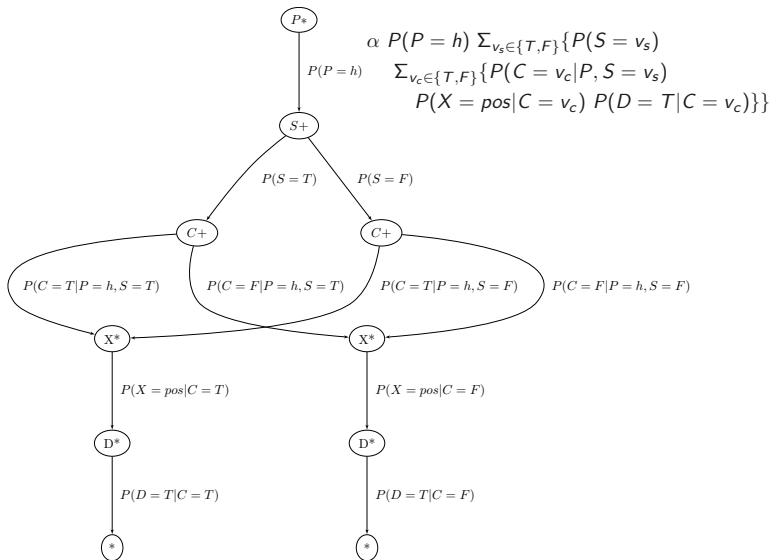 P*
α P(P = h) Σ_{v_s∈{T,F}}{P(S = v_s)
Σ_{v_c∈{T,F}}{P(C = v_c|P, S = v_s)
P(X = pos|C = v_c) P(D = T|C = v_c)}}
P(P = h)
S+
P(S = T) P(S = F)
C+ C+
P(C = T|P = h, S = T) P(C = F|P = h, S = T) P(C = T|P = h, S = F) P(C = F|P = h, S = F)
X* X*
P(X = pos|C = T) P(X = pos|C = F)
D* D*
P(D = T|C = T) P(D = T|C = F)
* *